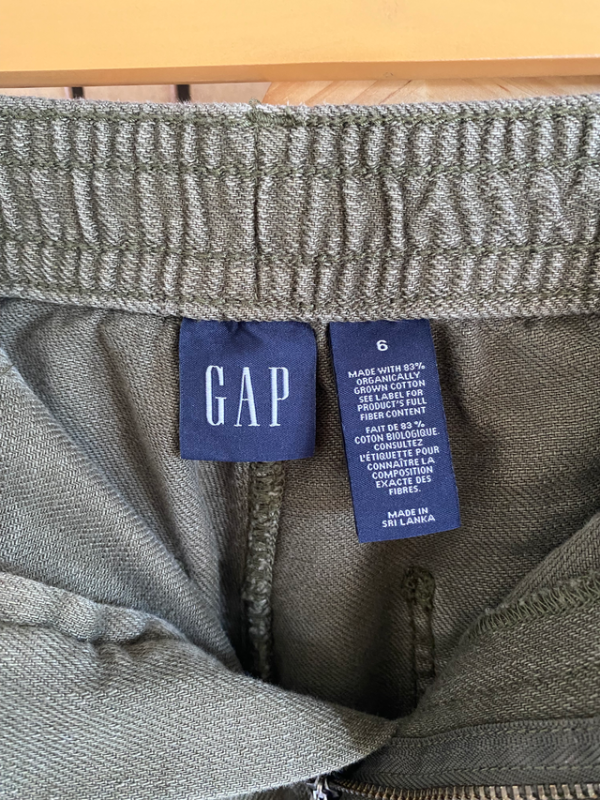 GAP
6
MADE WITH 83%
ORGANICALLY
GROWN COTTON
SEE LABEL FOR
PRODUCT'S FULL
FIBER CONTENT
FAIT DE 83 %
COTON BIOLOGIQUE.
CONSULTEZ
L'ÉTIQUETTE POUR
CONNAÎTRE LA
COMPOSITION
EXACTE DES
FIBRES.
MADE IN
SRI LANKA